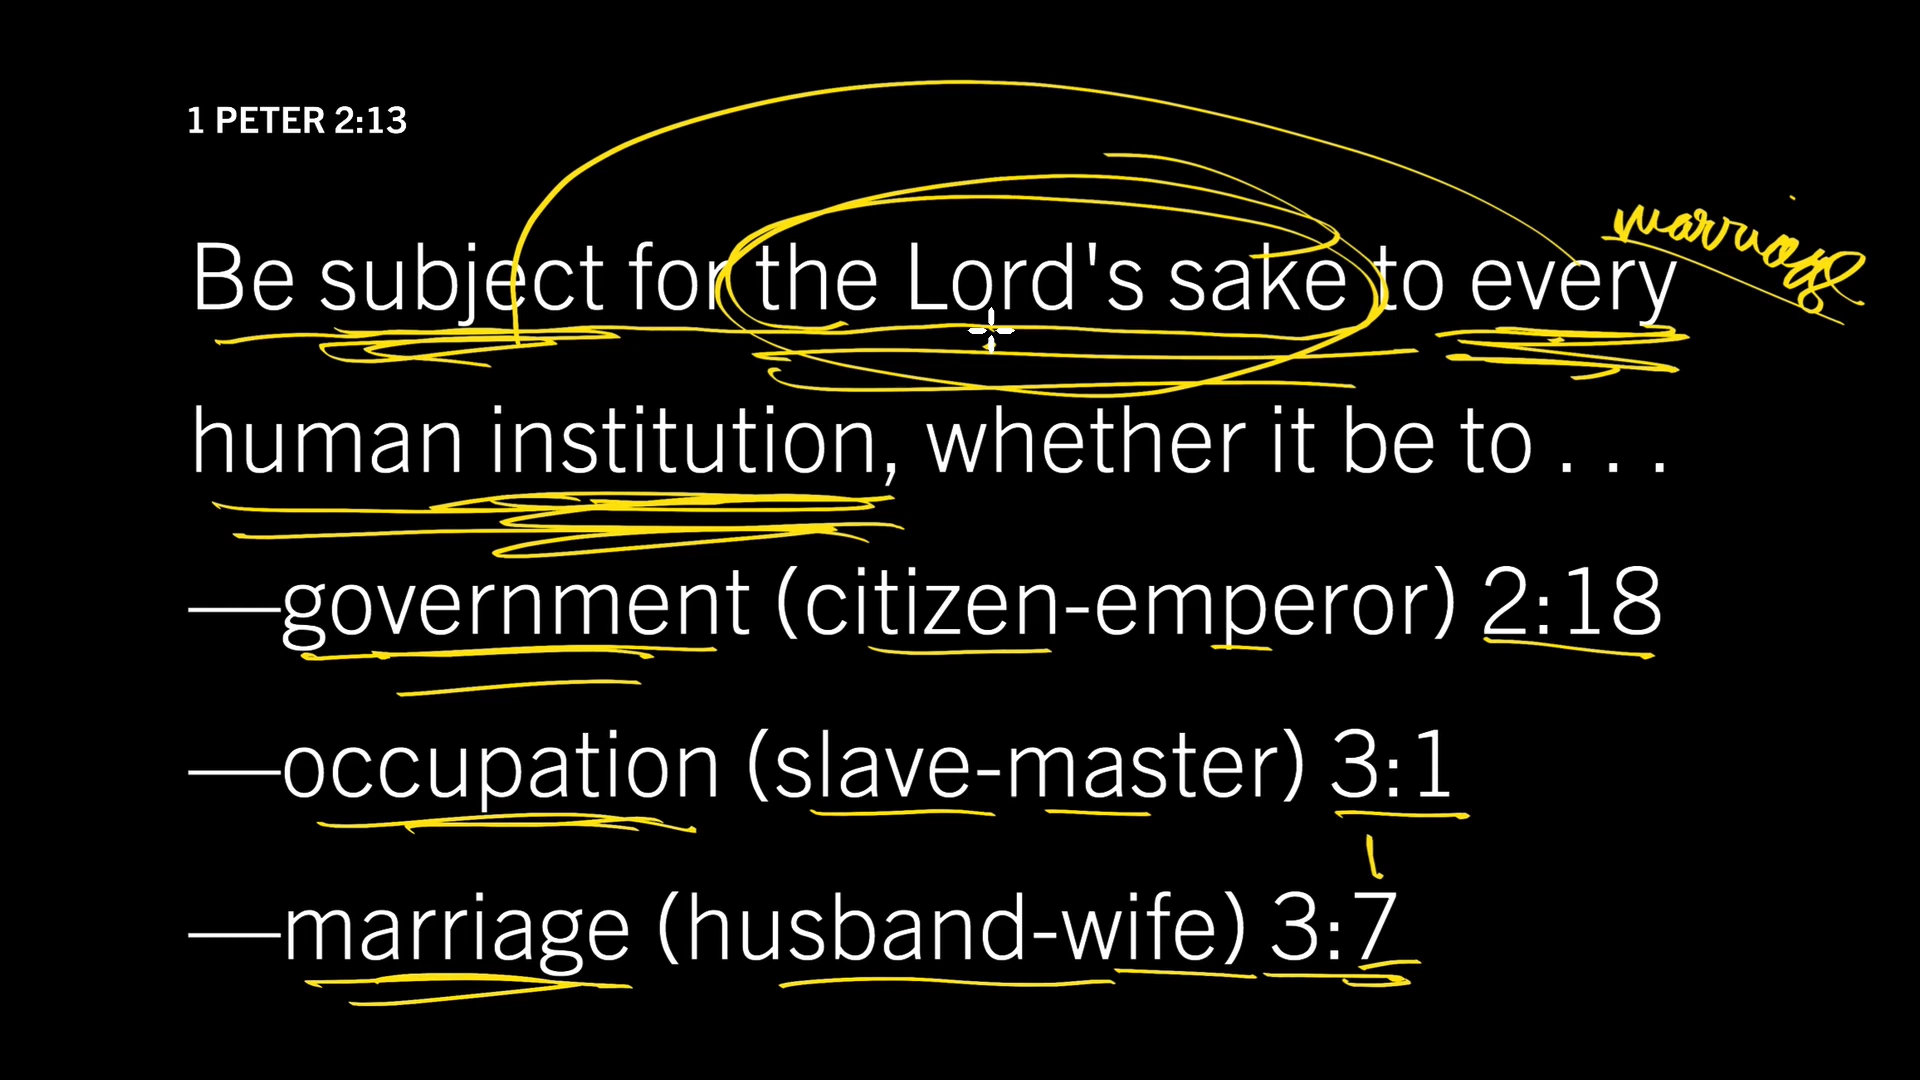 1 PETER 2:13
marriage
Be subject for the Lord's sake to every
human institution, whether it be to . . .
—government (citizen-emperor) 2:18
—occupation (slave-master) 3:1
—marriage (husband-wife) 3:7